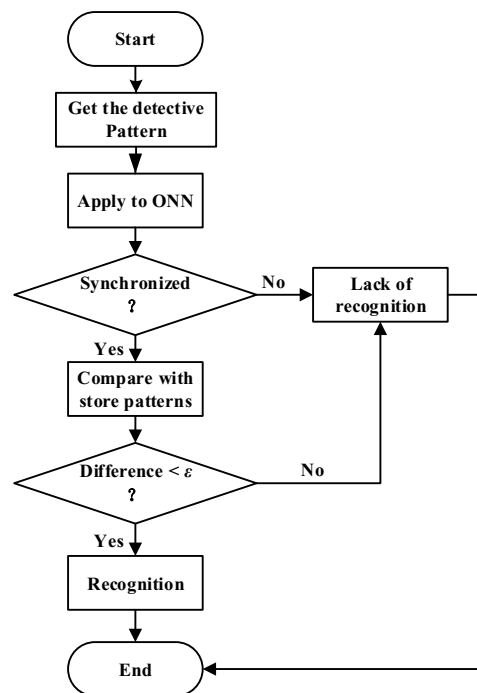 Start
Get the detective
Pattern
Apply to ONN
Synchronized
?
No
Lack of
recognition
Yes
Compare with
store patterns
Difference < ε
?
No
Yes
Recognition
End